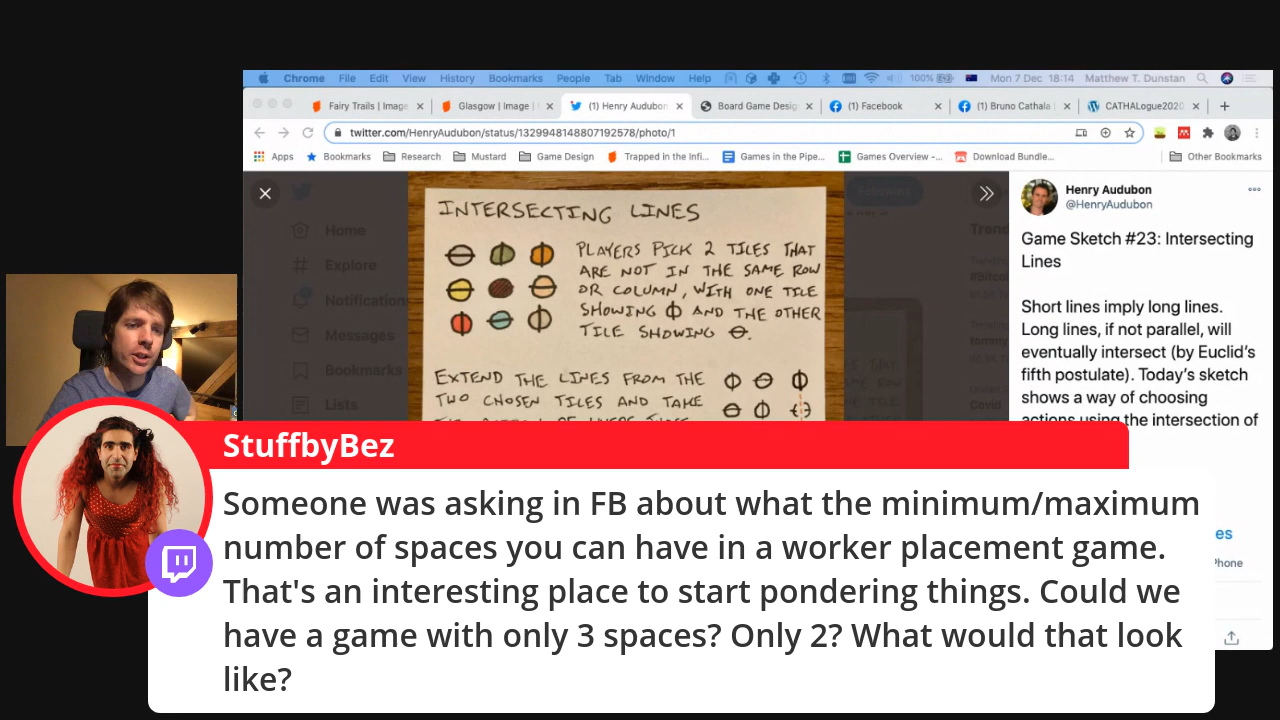 Chrome File Edit View History Bookmarks People Tab Window Help 100% Mon 7 Dec 18:14 Matthew T. Dunstan
Fairy Trails | Image Glasgow | Image | (1) Henry Audubon Board Game Desig (1) Facebook (1) Bruno Cathala CATHALogue2020
twitter.com/HenryAudubon/status/1329948148807192578/photo/1
Apps Bookmarks Research Mustard Game Design Trapped in the Infi... Games in the Pipe... Games Overview -... Download Bundle... Other Bookmarks
Home
Explore
Notifications
Messages
Bookmarks
Lists
Following
Trend
INTERSECTING LINES
PLAYERS PICK 2 TILES THAT
ARE NOT IN THE SAME ROW
OR COLUMN, WITH ONE TILE
SHOWING AND THE OTHER
TILE SHOWING .
EXTEND THE LINES FROM THE
TWO CHOSEN TILES AND TAKE
Henry Audubon
@HenryAudubon
Game Sketch #23: Intersecting
Lines
Short lines imply long lines.
Long lines, if not parallel, will
eventually intersect (by Euclid's
fifth postulate). Today's sketch
shows a way of choosing
actions using the intersection of
StuffbyBez
Someone was asking in FB about what the minimum/maximum
number of spaces you can have in a worker placement game.
That's an interesting place to start pondering things. Could we
have a game with only 3 spaces? Only 2? What would that look
like?